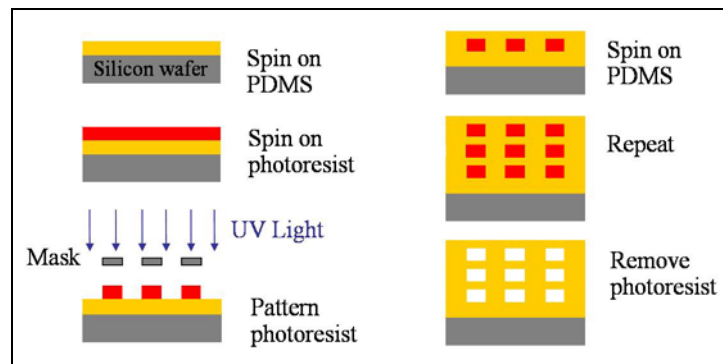 Silicon wafer
Spin on
PDMS
Spin on
photoresist
UV Light
Mask
Pattern
photoresist
Spin on
PDMS
Repeat
Remove
photoresist